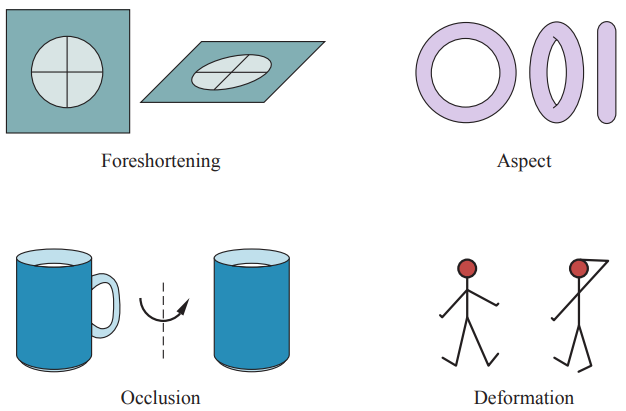 Foreshortening
Aspect
Occlusion
Deformation